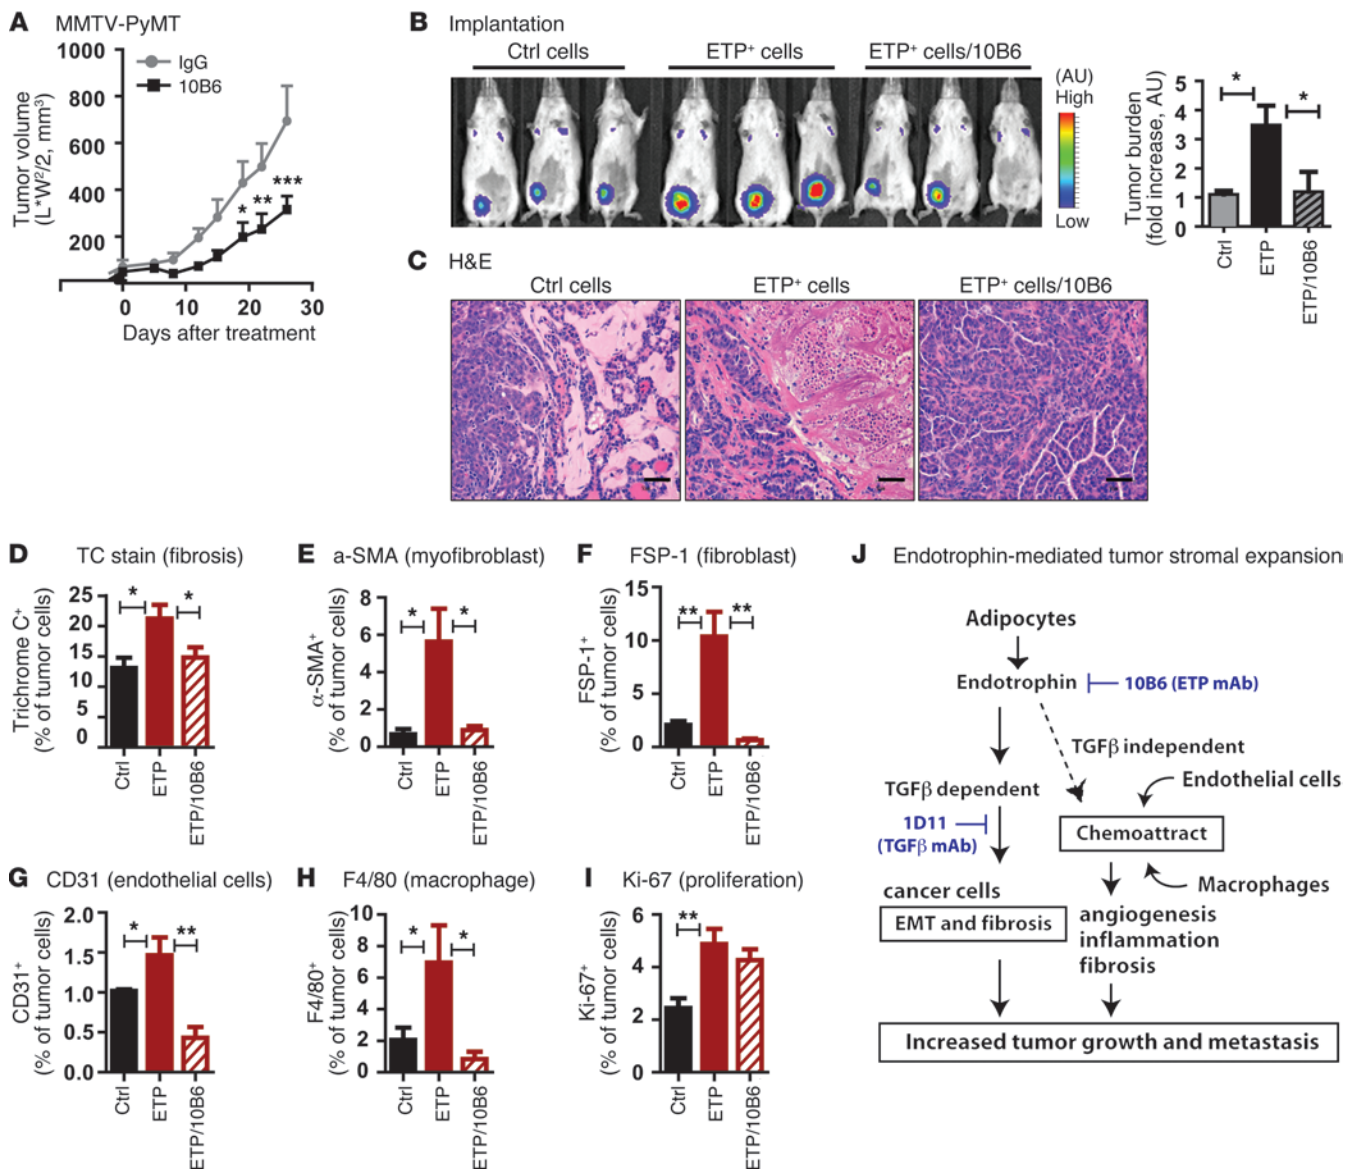 A MMTV-PyMT
Tumor volume
(L*W²/2, mm³)
1000
800
600
400
200
IgG
10B6
* ** ***
0 10 20 30
Days after treatment
B Implantation
Ctrl cells ETP⁺ cells ETP⁺ cells/10B6
(AU)
High
Low
Tumor burden
(fold increase, AU)
5
4
3
2
1
0
* *
Ctrl ETP ETP/10B6
C H&E
Ctrl cells ETP⁺ cells ETP⁺ cells/10B6
D TC stain (fibrosis)
Trichrome C⁺
(% of tumor cells)
25
20
15
10
5
0
* *
Ctrl ETP ETP/10B6
E a-SMA (myofibroblast)
α-SMA⁺
(% of tumor cells)
8
6
4
2
0
* *
Ctrl ETP ETP/10B6
F FSP-1 (fibroblast)
FSP-1⁺
(% of tumor cells)
15
10
5
0
** **
Ctrl ETP ETP/10B6
G CD31 (endothelial cells)
CD31⁺
(% of tumor cells)
2.0
1.5
1.0
0.5
0.0
* **
Ctrl ETP ETP/10B6
H F4/80 (macrophage)
F4/80⁺
(% of tumor cells)
10
8
6
4
2
0
* *
Ctrl ETP ETP/10B6
I Ki-67 (proliferation)
Ki-67⁺
(% of tumor cells)
6
4
2
0
**
Ctrl ETP ETP/10B6
J Endotrophin-mediated tumor stromal expansion
Adipocytes
Endotrophin 10B6 (ETP mAb)
TGFβ independent
Endothelial cells
TGFβ dependent
1D11
(TGFβ mAb)
Chemoattract
Macrophages
cancer cells
EMT and fibrosis
angiogenesis
inflammation
fibrosis
Increased tumor growth and metastasis